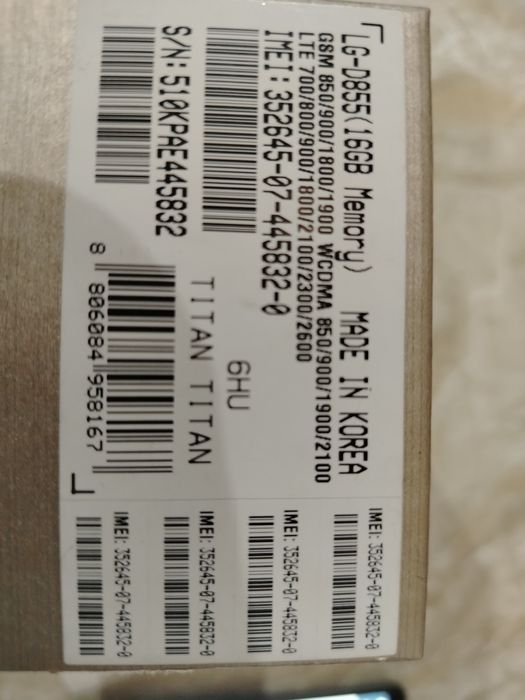 LG-D855(16GB Memory) MADE IN KOREA
GSM 850/900/1800/1900 WCDMA 850/900/1900/2100
LTE 700/800/900/1800/2100/2300/2600
IMEI: 352645-07-445832-0
6HU
TITAN TITAN
S/N: 510KPAE445832
8 806084 958167
IMEI: 352645-07-445832-0
IMEI: 352645-07-445832-0
IMEI: 352645-07-445832-0
IMEI: 352645-07-445832-0